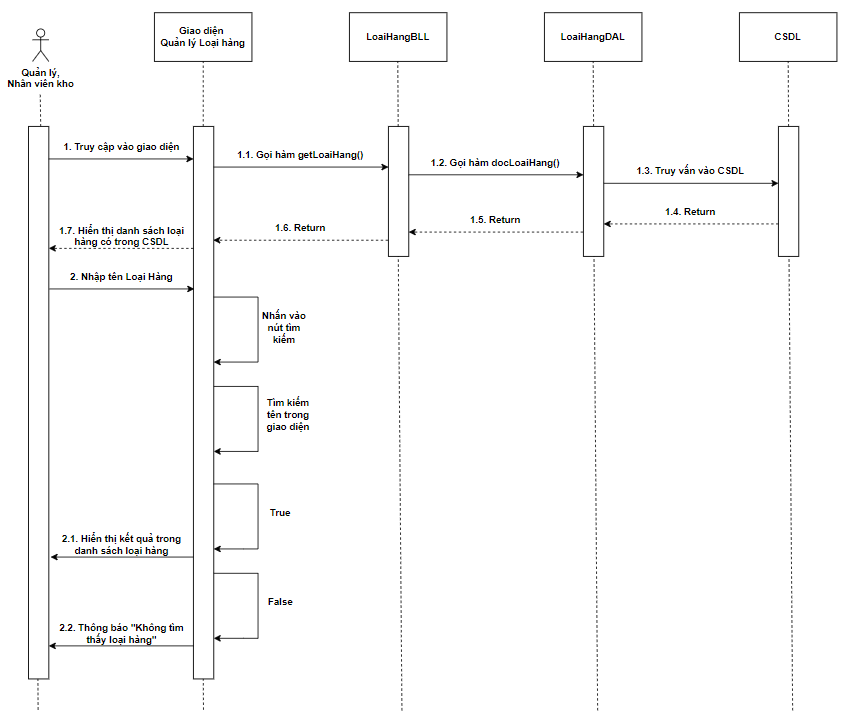 Giao diện
Quản lý Loại hàng
LoaiHangBLL
LoaiHangDAL
CSDL
Quản lý,
Nhân viên kho
1. Truy cập vào giao diện
1.1. Gọi hàm getLoaiHang()
1.2. Gọi hàm docLoaiHang()
1.3. Truy vấn vào CSDL
1.4. Return
1.5. Return
1.6. Return
1.7. Hiển thị danh sách loại
hàng có trong CSDL
2. Nhập tên Loại Hàng
Nhấn vào
nút tìm
kiếm
Tìm kiếm
tên trong
giao diện
True
2.1. Hiển thị kết quả trong
danh sách loại hàng
False
2.2. Thông báo "Không tìm
thấy loại hàng"